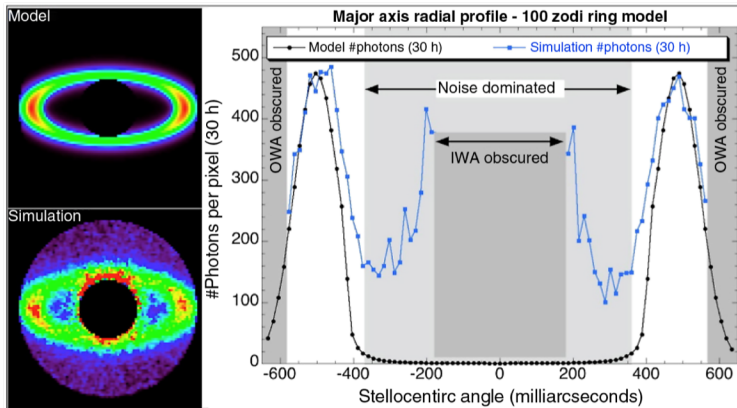 Model
Simulation
Major axis radial profile - 100 zodi ring model
Model #photons (30 h)
Simulation #photons (30 h)
OWA obscured
Noise dominated
IWA obscured
OWA obscured
#Photons per pixel (30 h)
500
400
300
200
100
0
-600 -400 -200 0 200 400 600
Stellocentirc angle (milliarcseconds)